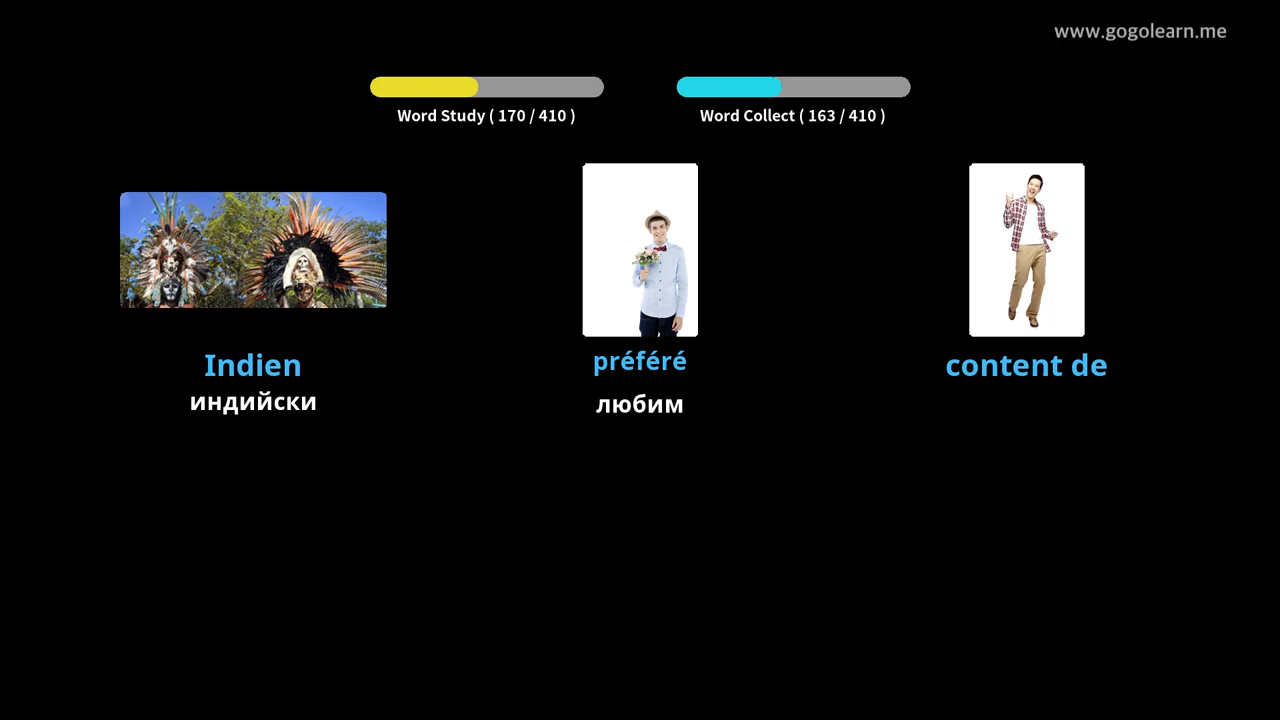 www.gogolearn.me
Word Study ( 170 / 410 )
Word Collect ( 163 / 410 )
Indien
индийски
préféré
любим
content de